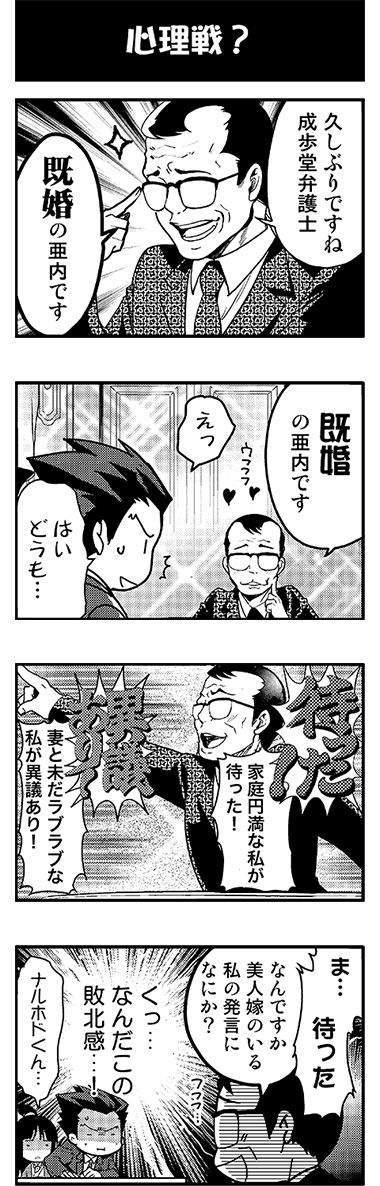 心理戦？
久しぶりですね
成歩堂弁護士
既婚の亜内です
既婚
の亜内です
ウフフフ
えっ
はい
どうも…
待った
家庭円満な私が
待った！
異議
あり
妻と未だラブラブな
私が異議あり！
ま…
待った
なんですか
美人嫁のいる
私の発言に
なにか？
フフフ
くっ…
なんだこの
敗北感…！
ナルホドくん…